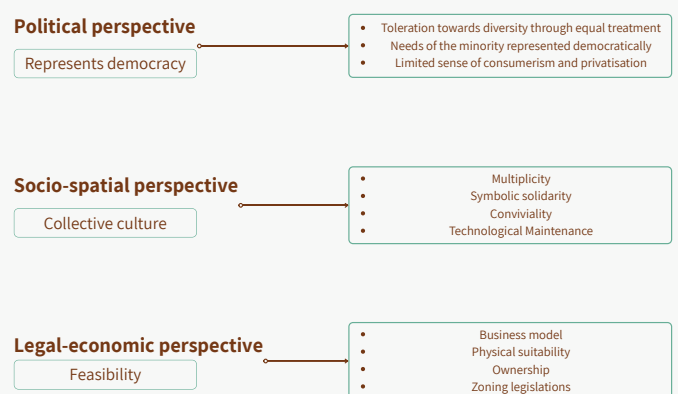 Political perspective
Represents democracy
Toleration towards diversity through equal treatment
Needs of the minority represented democratically
Limited sense of consumerism and privatisation
Socio-spatial perspective
Collective culture
Multiplicity
Symbolic solidarity
Conviviality
Technological Maintenance
Legal-economic perspective
Feasibility
Business model
Physical suitability
Ownership
Zoning legislations